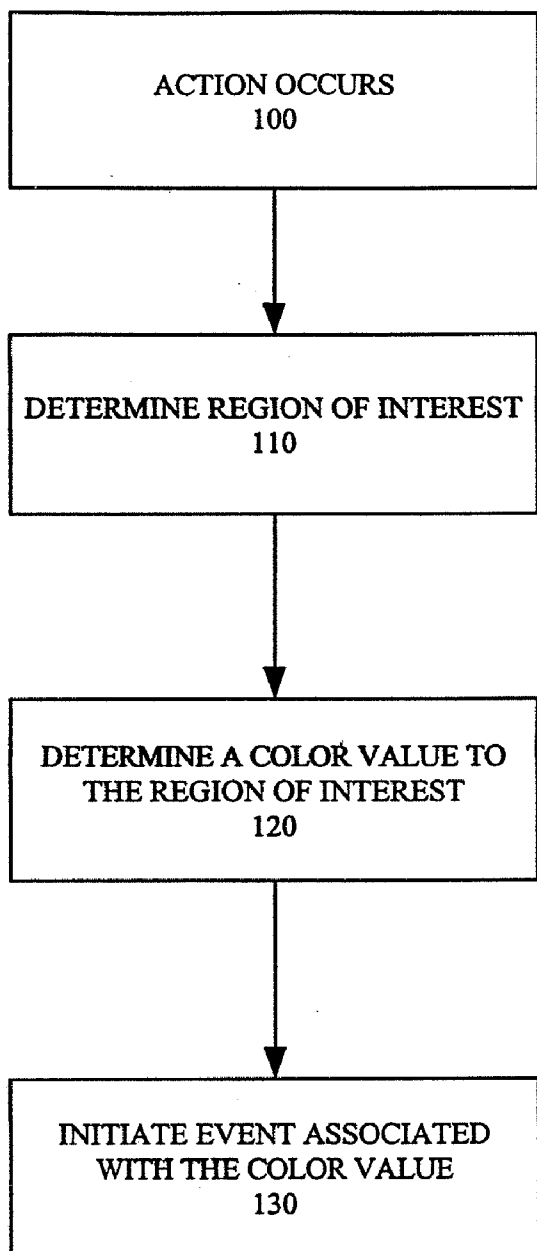 ACTION OCCURS
100
DETERMINE REGION OF INTEREST
110
DETERMINE A COLOR VALUE TO
THE REGION OF INTEREST
120
INITIATE EVENT ASSOCIATED
WITH THE COLOR VALUE
130